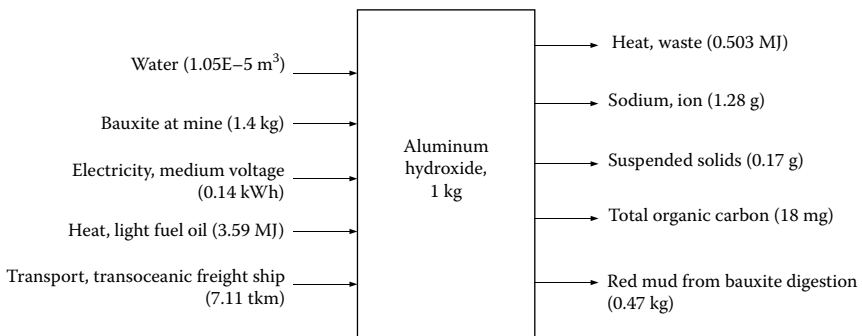 Water (1.05E–5 m³)
Bauxite at mine (1.4 kg)
Electricity, medium voltage
(0.14 kWh)
Heat, light fuel oil (3.59 MJ)
Transport, transoceanic freight ship
(7.11 tkm)
Aluminum
hydroxide,
1 kg
Heat, waste (0.503 MJ)
Sodium, ion (1.28 g)
Suspended solids (0.17 g)
Total organic carbon (18 mg)
Red mud from bauxite digestion
(0.47 kg)